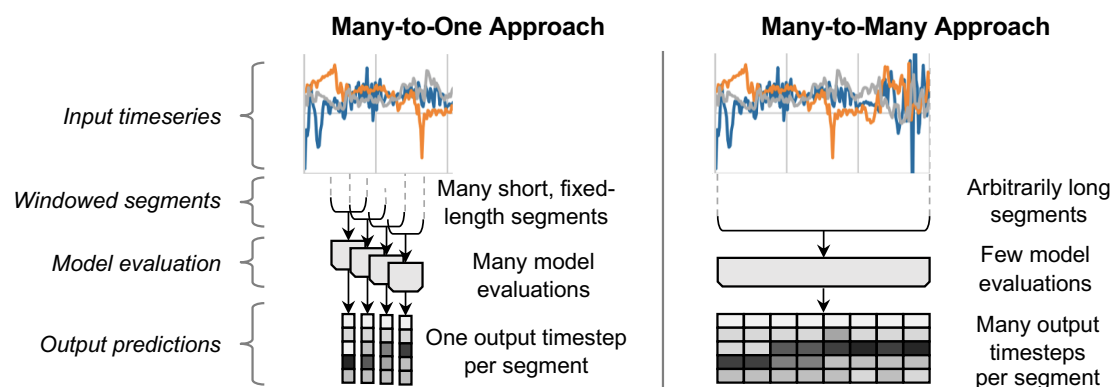 Many-to-One Approach
Many-to-Many Approach
Input timeseries
Windowed segments
Many short, fixed-
length segments
Arbitrarily long
segments
Model evaluation
Many model
evaluations
Few model
evaluations
Output predictions
One output timestep
per segment
Many output
timesteps
per segment